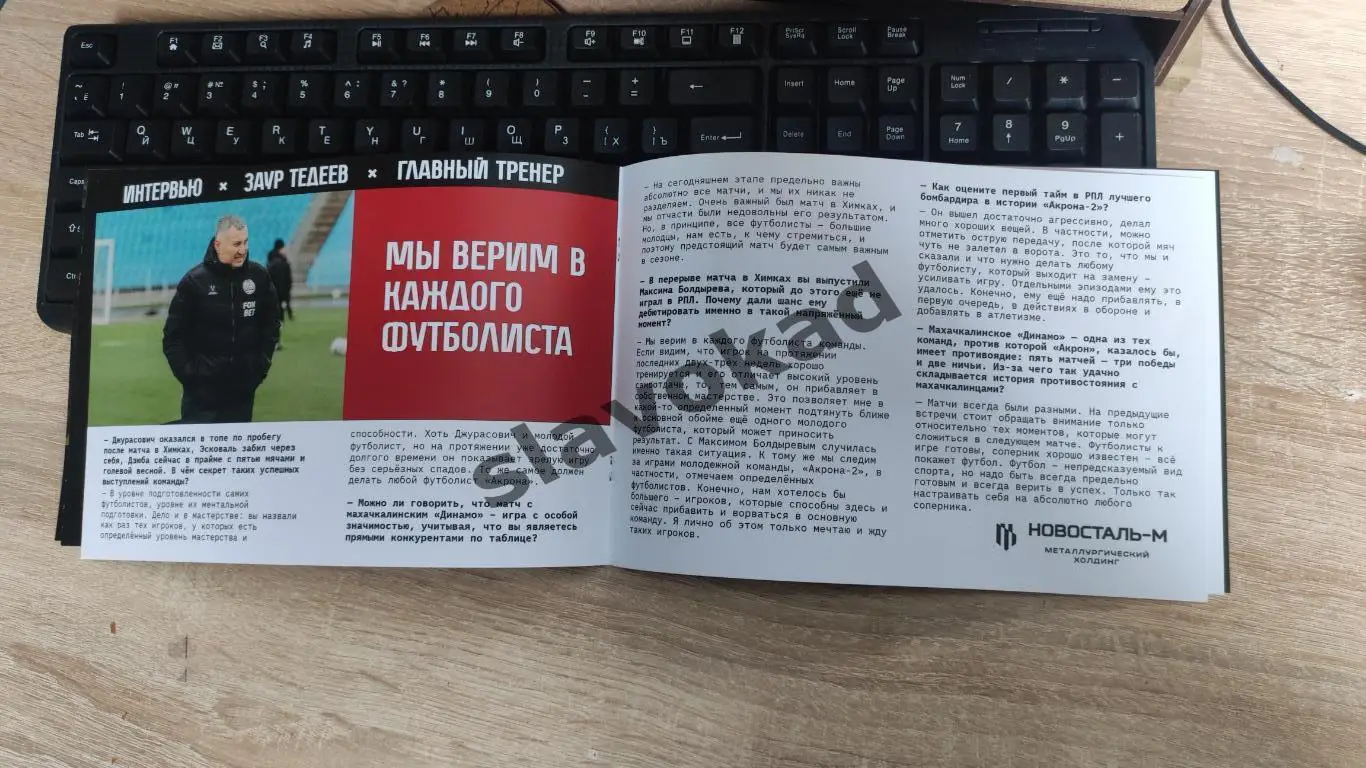 ИНТЕРВЬЮ × ЗАУР ТЕДЕЕВ × ГЛАВНЫЙ ТРЕНЕР
МЫ ВЕРИМ В
КАЖДОГО
ФУТБОЛИСТА
– Джурасович оказался в топе по пробегу
после матча в Химках, Эсковаль забил через
себя, Дзюба сейчас в прайме с пятью мячами и
голевой весной. В чём секрет таких успешных
выступлений команды?
– В уровне подготовленности самих
футболистов, уровне их ментальной
подготовки. Дело и в мастерстве: вы назвали
как раз тех игроков, у которых есть
определённый уровень мастерства и
способности. Хоть Джурасович и молодой
футболист, но на протяжении уже достаточно
долгого времени он показывает зрелую игру
без серьёзных спадов. То же самое должен
делать любой футболист «Акрона».
– Можно ли говорить, что матч с
махачкалинским «Динамо» – игра с особой
значимостью, учитывая, что вы являетесь
прямыми конкурентами по таблице?
– На сегодняшнем этапе предельно важны
абсолютно все матчи, и мы их никак не
разделяем. Очень важный был матч в Химках, и
мы отчасти были недовольны его результатом.
Но, в принципе, все футболисты – большие
молодцы, нам есть, к чему стремиться, и
поэтому предстоящий матч будет самым важным
в сезоне.
– В перерыве матча в Химках вы выпустили
Максима Болдырева, который до этого ещё не
играл в РПЛ. Почему дали шанс ему
дебютировать именно в такой напряжённый
момент?
– Мы верим в каждого футболиста команды.
Если видим, что игрок на протяжении
последних двух-трёх недель хорошо
тренируется и его отличает высокий уровень
самоотдачи, то, тем самым, он прибавляет в
собственном мастерстве. Это позволяет мне в
какой-то определенный момент подтянуть ближе
к основной обойме ещё одного молодого
футболиста, который может приносить
результат. С Максимом Болдыревым случилась
именно такая ситуация. К тому же мы следим
за играми молодежной команды, «Акрона-2», в
частности, отмечаем определённых
футболистов. Конечно, нам хотелось бы
большего – игроков, которые способны здесь и
сейчас прибавить и ворваться в основную
команду. Я лично об этом только мечтаю и жду
таких игроков.
– Как оцените первый тайм в РПЛ лучшего
бомбардира в истории «Акрона-2»?
– Он вышел достаточно агрессивно, делал
много хороших вещей. В частности, можно
отметить острую передачу, после которой мяч
чуть не залетел в ворота. Это то, что мы и
сказали и что нужно делать любому
футболисту, который выходит на замену –
усиливать игру. Отдельными эпизодами ему это
удалось. Конечно, ему ещё надо прибавлять, в
первую очередь, в действиях в обороне и
добавлять в атлетизме.
– Махачкалинское «Динамо» – одна из тех
команд, против которой «Акрон», казалось бы,
имеет противоядие: пять матчей – три победы
и две ничьи. Из-за чего так удачно
складывается история противостояния с
махачкалинцами?
– Матчи всегда были разными. На предыдущие
встречи стоит обращать внимание только
относительно тех моментов, которые могут
сложиться в следующем матче. Футболисты к
игре готовы, соперник хорошо известен – всё
покажет футбол. Футбол – непредсказуемый вид
спорта, но надо быть всегда предельно
готовым и всегда верить в успех. Только так
настраивать себя на абсолютно любого
соперника.
НОВОСТАЛЬ-М
МЕТАЛЛУРГИЧЕСКИЙ
ХОЛДИНГ
FON
BET
slavokad